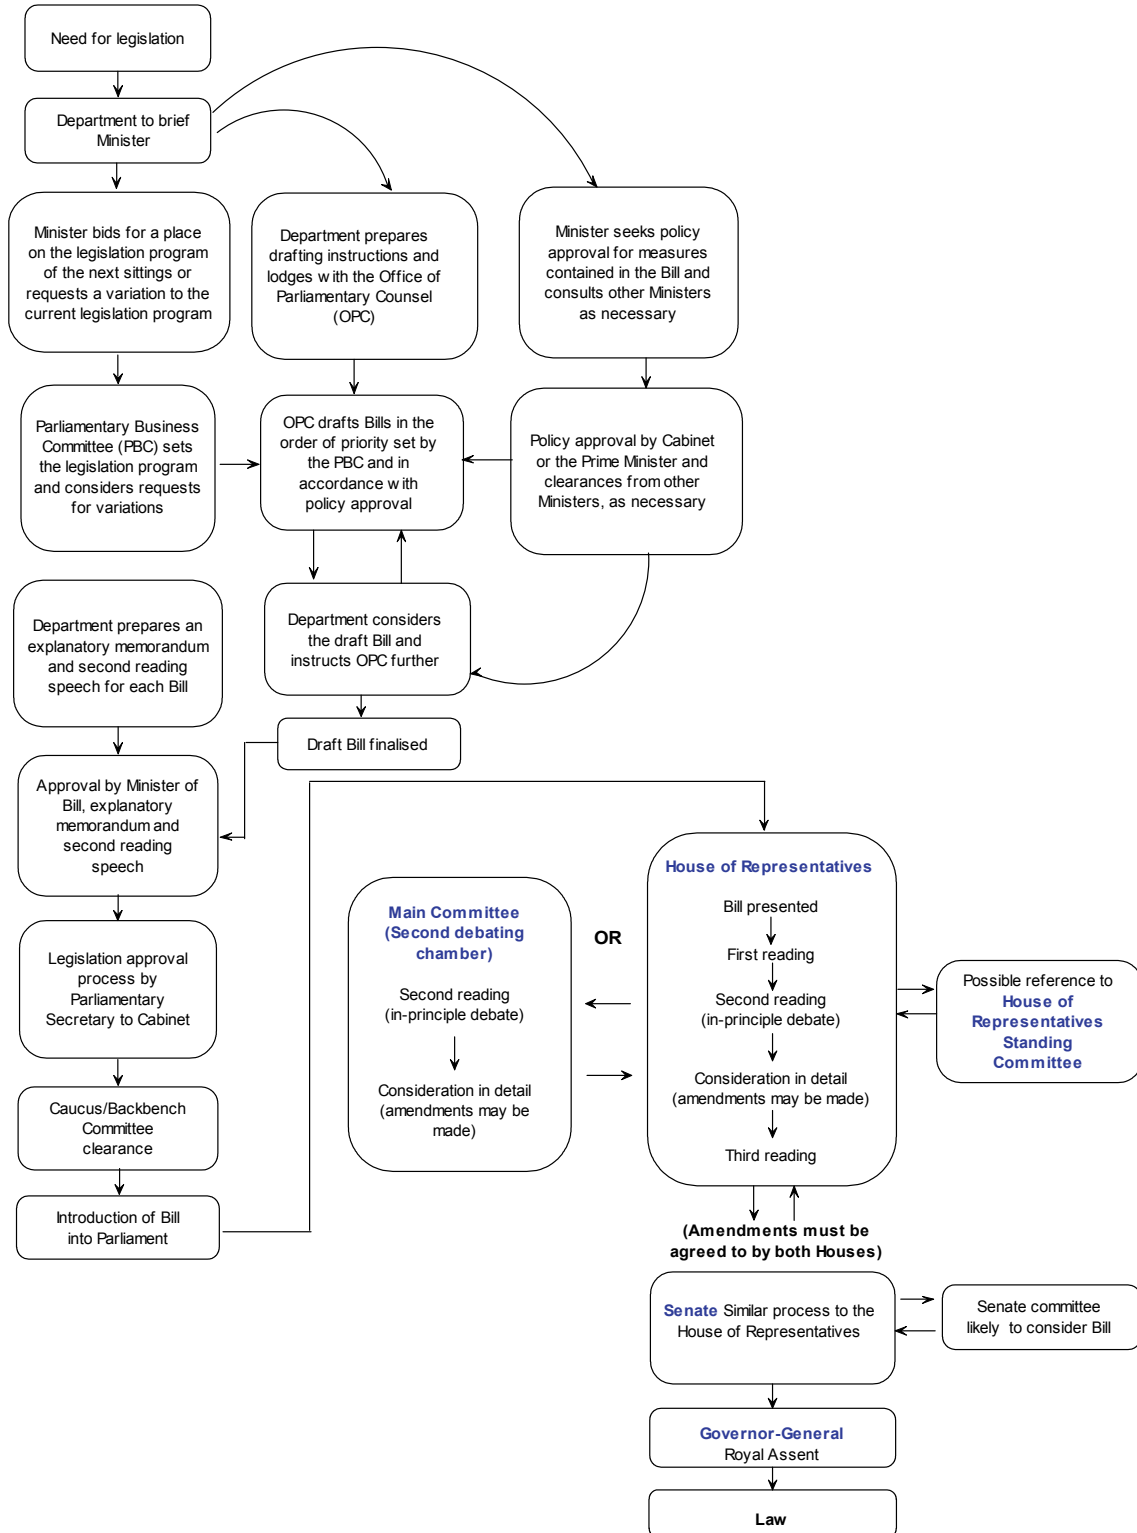 Need for legislation
Department to brief
Minister
Minister bids for a place
on the legislation program
of the next sittings or
requests a variation to the
current legislation program
Department prepares
drafting instructions and
lodges with the Office of
Parliamentary Counsel
(OPC)
Minister seeks policy
approval for measures
contained in the Bill and
consults other Ministers
as necessary
Parliamentary Business
Committee (PBC) sets
the legislation program
and considers requests
for variations
OPC drafts Bills in the
order of priority set by
the PBC and in
accordance with
policy approval
Policy approval by Cabinet
or the Prime Minister and
clearances from other
Ministers, as necessary
Department prepares an
explanatory memorandum
and second reading
speech for each Bill
Department considers
the draft Bill and
instructs OPC further
Draft Bill finalised
Approval by Minister of
Bill, explanatory
memorandum and
second reading
speech
Legislation approval
process by
Parliamentary
Secretary to Cabinet
Caucus/Backbench
Committee
clearance
Introduction of Bill
into Parliament
Main Committee
(Second debating
chamber)
Second reading
(in-principle debate)
Consideration in detail
(amendments may be
made)
OR
House of Representatives
Bill presented
First reading
Second reading
(in-principle debate)
Consideration in detail
(amendments may be made)
Third reading
Possible reference to
House of
Representatives
Standing
Committee
(Amendments must be
agreed to by both Houses)
Senate Similar process to the
House of Representatives
Senate committee
likely to consider Bill
Governor-General
Royal Assent
Law